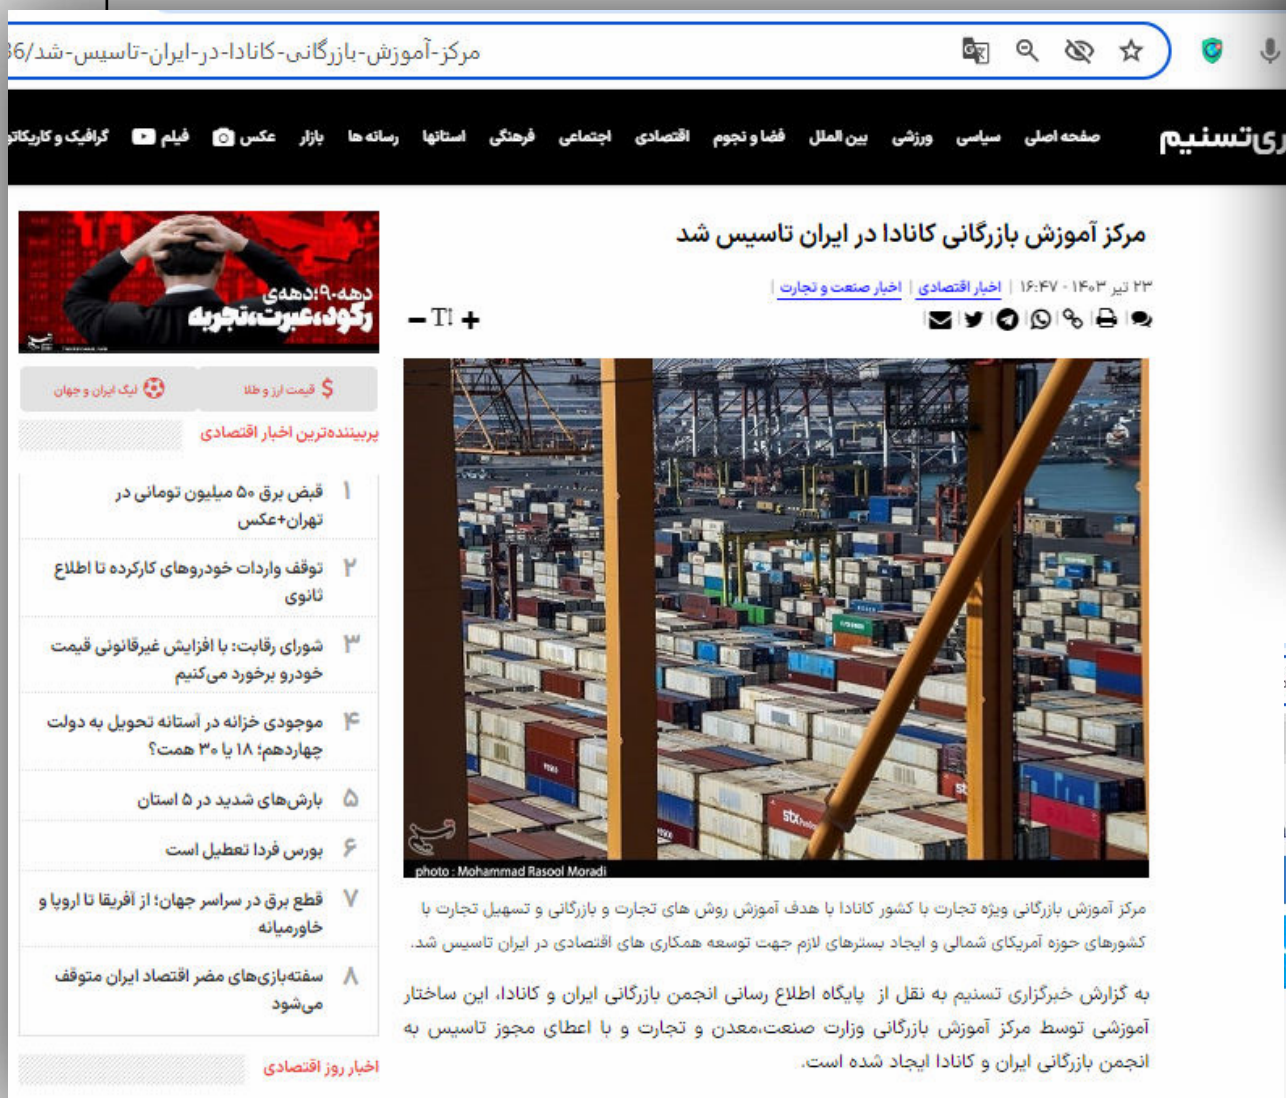 مرکز-آموزش-بازرگانی-کانادا-در-ایران-تاسیس-شد/36
تسنیم
صفحه اصلی سیاسی ورزشی بین الملل فضا و نجوم اقتصادی اجتماعی فرهنگی استانها رسانه ها بازار عکس فیلم گرافیک و کاریکاتو
مرکز آموزش بازرگانی کانادا در ایران تاسیس شد
۲۳ تیر ۱۴۰۳ - ۱۶:۴۷ | اخبار اقتصادی | اخبار صنعت و تجارت |
photo : Mohammad Rasool Moradi
مرکز آموزش بازرگانی ویژه تجارت با کشور کانادا با هدف آموزش روش های تجارت و بازرگانی و تسهیل تجارت با
کشورهای حوزه آمریکای شمالی و ایجاد بسترهای لازم جهت توسعه همکاری های اقتصادی در ایران تاسیس شد.
به گزارش خبرگزاری تسنیم به نقل از پایگاه اطلاع رسانی انجمن بازرگانی ایران و کانادا، این ساختار
آموزشی توسط مرکز آموزش بازرگانی وزارت صنعت،معدن و تجارت و با اعطای مجوز تاسیس به
انجمن بازرگانی ایران و کانادا ایجاد شده است.
دهه۹۰؛دهه‌ی
رکود،عبرت،تجربه
قیمت ارز و طلا
لیگ ایران و جهان
پربیننده‌ترین اخبار اقتصادی
۱ قبض برق ۵۰ میلیون تومانی در
تهران+عکس
۲ توقف واردات خودروهای کارکرده تا اطلاع
ثانوی
۳ شورای رقابت: با افزایش غیرقانونی قیمت
خودرو برخورد می‌کنیم
۴ موجودی خزانه در آستانه تحویل به دولت
چهاردهم؛ ۱۸ یا ۳۰ همت؟
۵ بارش‌های شدید در ۵ استان
۶ بورس فردا تعطیل است
۷ قطع برق در سراسر جهان؛ از آفریقا تا اروپا و
خاورمیانه
۸ سفته‌بازی‌های مضر اقتصاد ایران متوقف
می‌شود
اخبار روز اقتصادی